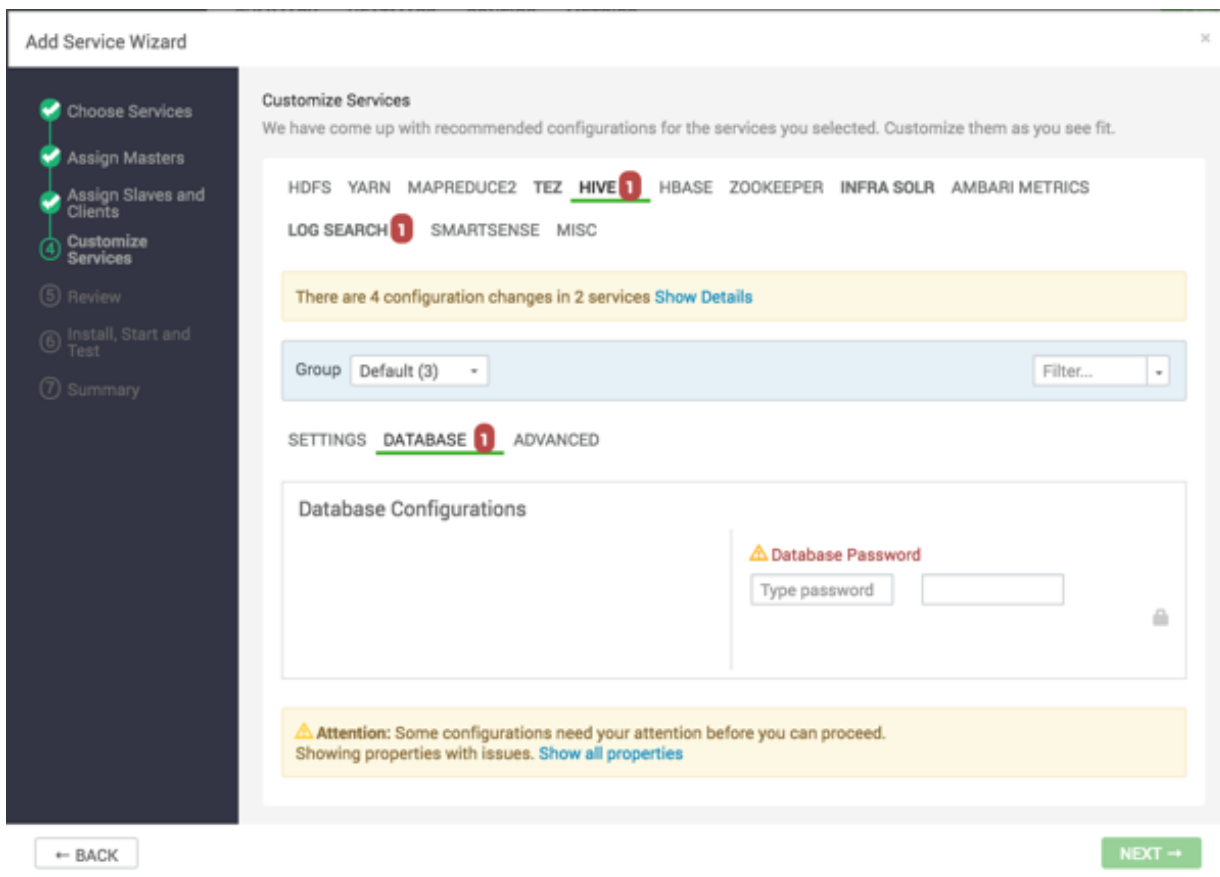 Add Service Wizard
×
Choose Services
Assign Masters
Assign Slaves and
Clients
4 Customize
Services
5 Review
6 Install, Start and
Test
7 Summary
Customize Services
We have come up with recommended configurations for the services you selected. Customize them as you see fit.
HDFS YARN MAPREDUCE2 TEZ HIVE 1 HBASE ZOOKEEPER INFRA SOLR AMBARI METRICS
LOG SEARCH 1 SMARTSENSE MISC
There are 4 configuration changes in 2 services Show Details
Group Default (3) Filter...
SETTINGS DATABASE 1 ADVANCED
Database Configurations
Database Password
Type password
Attention: Some configurations need your attention before you can proceed.
Showing properties with issues. Show all properties
← BACK NEXT →